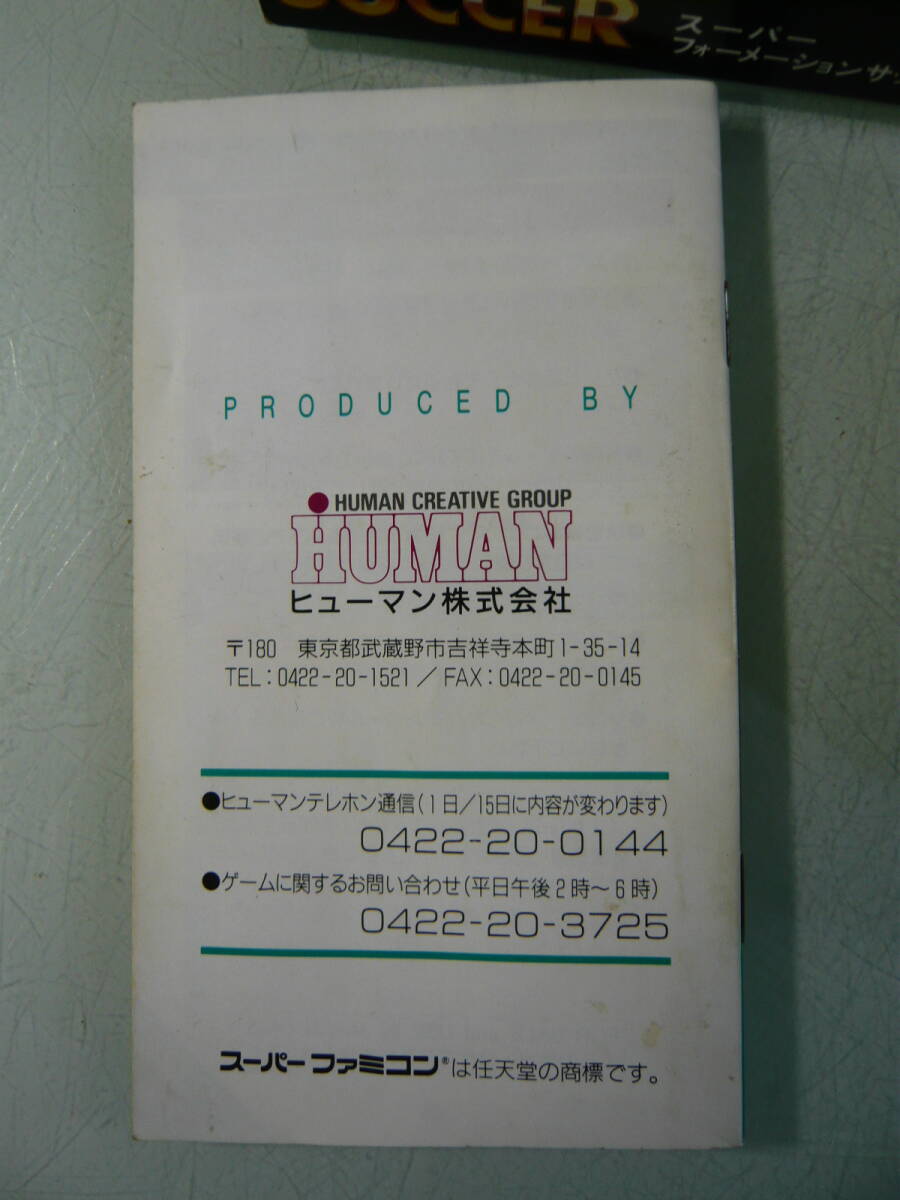 SOCCER
スーパー
フォーメーションサッ
PRODUCED BY
HUMAN CREATIVE GROUP
HUMAN
ヒューマン株式会社
〒180 東京都武蔵野市吉祥寺本町1-35-14
TEL:0422-20-1521/FAX:0422-20-0145
●ヒューマンテレホン通信(1日/15日に内容が変わります)
0422-20-0144
●ゲームに関するお問い合わせ(平日午後2時~6時)
0422-20-3725
スーパーファミコン®は任天堂の商標です。